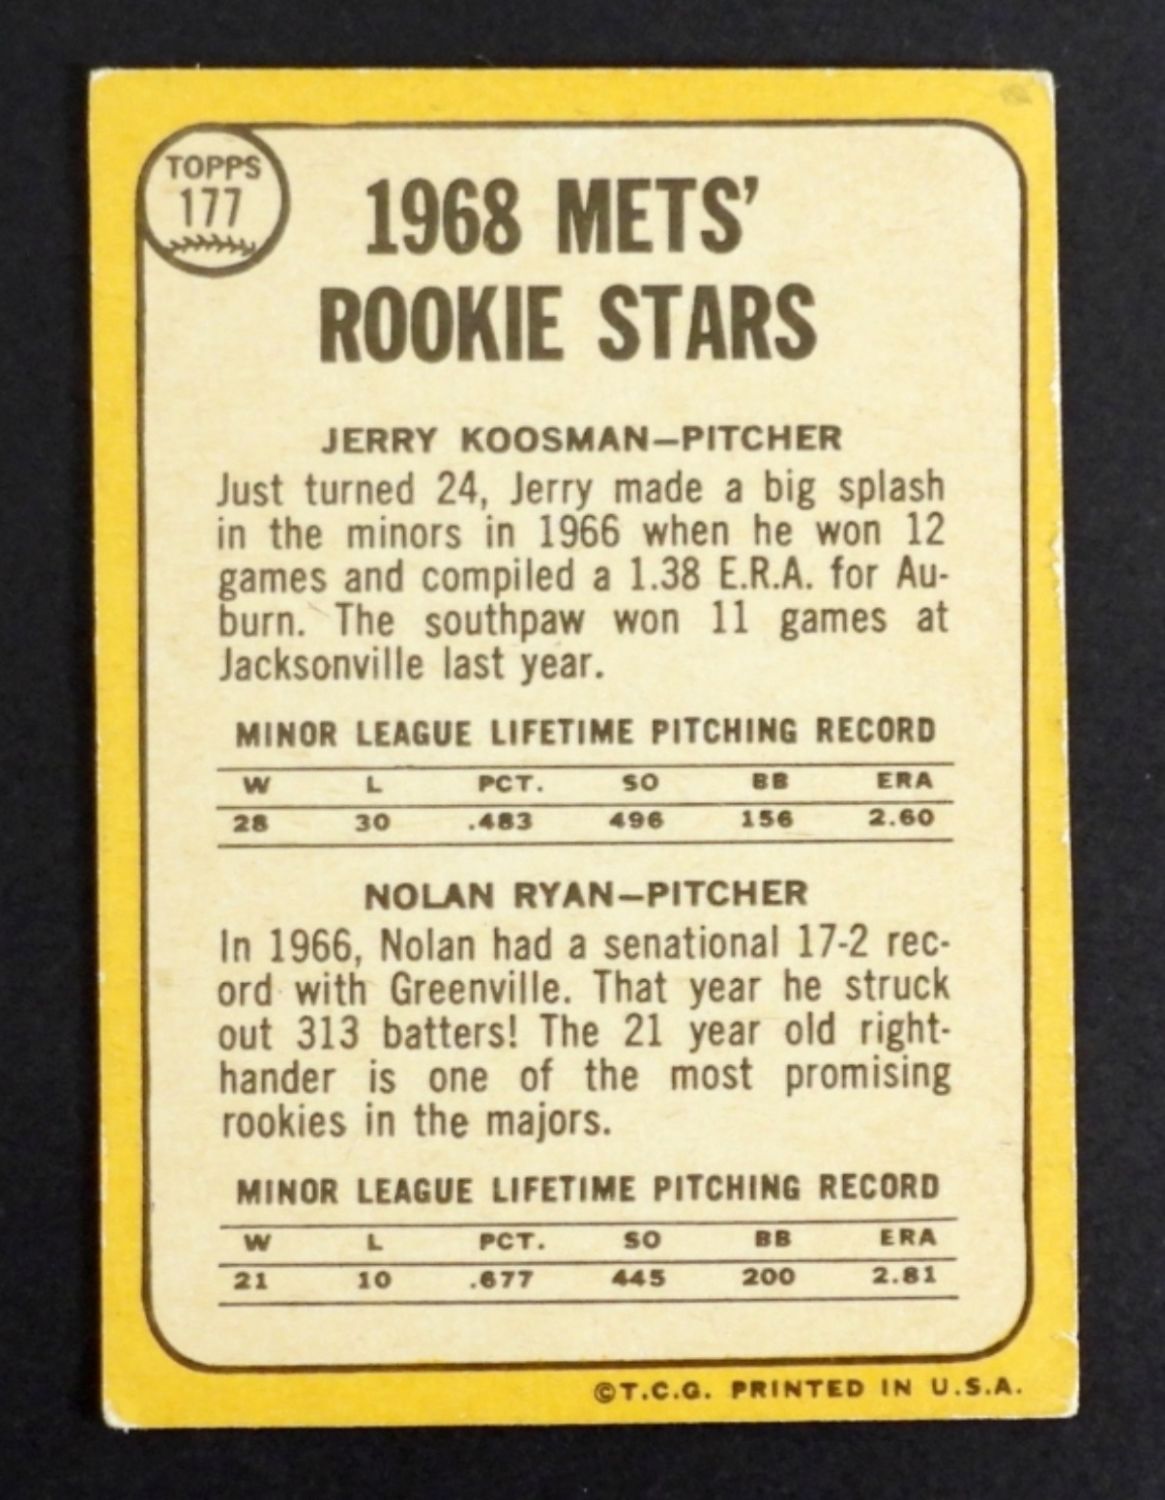 TOPPS
177
1968 METS'
ROOKIE STARS
JERRY KOOSMAN—PITCHER
Just turned 24, Jerry made a big splash
in the minors in 1966 when he won 12
games and compiled a 1.38 E.R.A. for Au-
burn. The southpaw won 11 games at
Jacksonville last year.
MINOR LEAGUE LIFETIME PITCHING RECORD
W L PCT. SO BB ERA
28 30 .483 496 156 2.60
NOLAN RYAN—PITCHER
In 1966, Nolan had a senational 17-2 rec-
ord with Greenville. That year he struck
out 313 batters! The 21 year old right-
hander is one of the most promising
rookies in the majors.
MINOR LEAGUE LIFETIME PITCHING RECORD
W L PCT. SO BB ERA
21 10 .677 445 200 2.81
©T.C.G. PRINTED IN U.S.A.